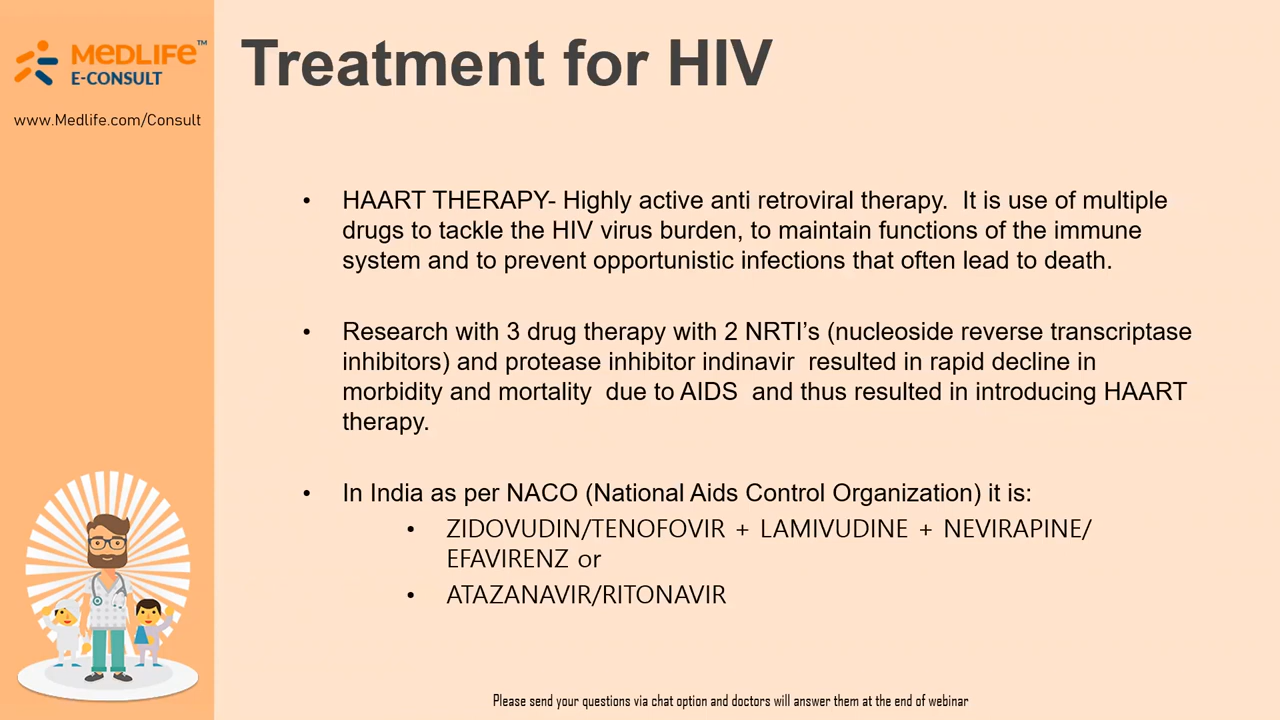 MEDLIFE™
E-CONSULT
www.Medlife.com/Consult
Treatment for HIV
• HAART THERAPY- Highly active anti retroviral therapy.  It is use of multiple
drugs to tackle the HIV virus burden, to maintain functions of the immune
system and to prevent opportunistic infections that often lead to death.
• Research with 3 drug therapy with 2 NRTI’s (nucleoside reverse transcriptase
inhibitors) and protease inhibitor indinavir  resulted in rapid decline in
morbidity and mortality  due to AIDS  and thus resulted in introducing HAART
therapy.
• In India as per NACO (National Aids Control Organization) it is:
• ZIDOVUDIN/TENOFOVIR + LAMIVUDINE + NEVIRAPINE/
EFAVIRENZ or
• ATAZANAVIR/RITONAVIR
Please send your questions via chat option and doctors will answer them at the end of webinar